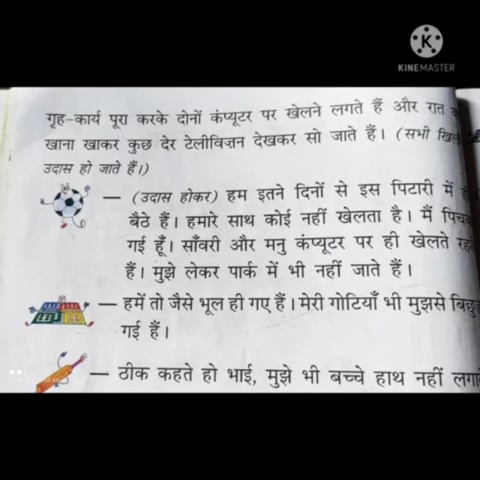 KINEMASTER
गृह-कार्य पूरा करके दोनों कंप्यूटर पर खेलने लगते हैं और रात
खाना खाकर कुछ देर टेलीविज़न देखकर सो जाते हैं। (सभी
उदास हो जाते हैं।)
— (उदास होकर) हम इतने दिनों से इस पिटारी में
बैठे हैं। हमारे साथ कोई नहीं खेलता है। मैं
गई हूँ। साँवरी और मनु कंप्यूटर पर ही खेलते
हैं। मुझे लेकर पार्क में भी नहीं जाते हैं।
— हमें तो जैसे भूल ही गए हैं। मेरी गोटियाँ भी मुझसे
गई हैं।
— ठीक कहते हो भाई, मुझे भी बच्चे हाथ नहीं